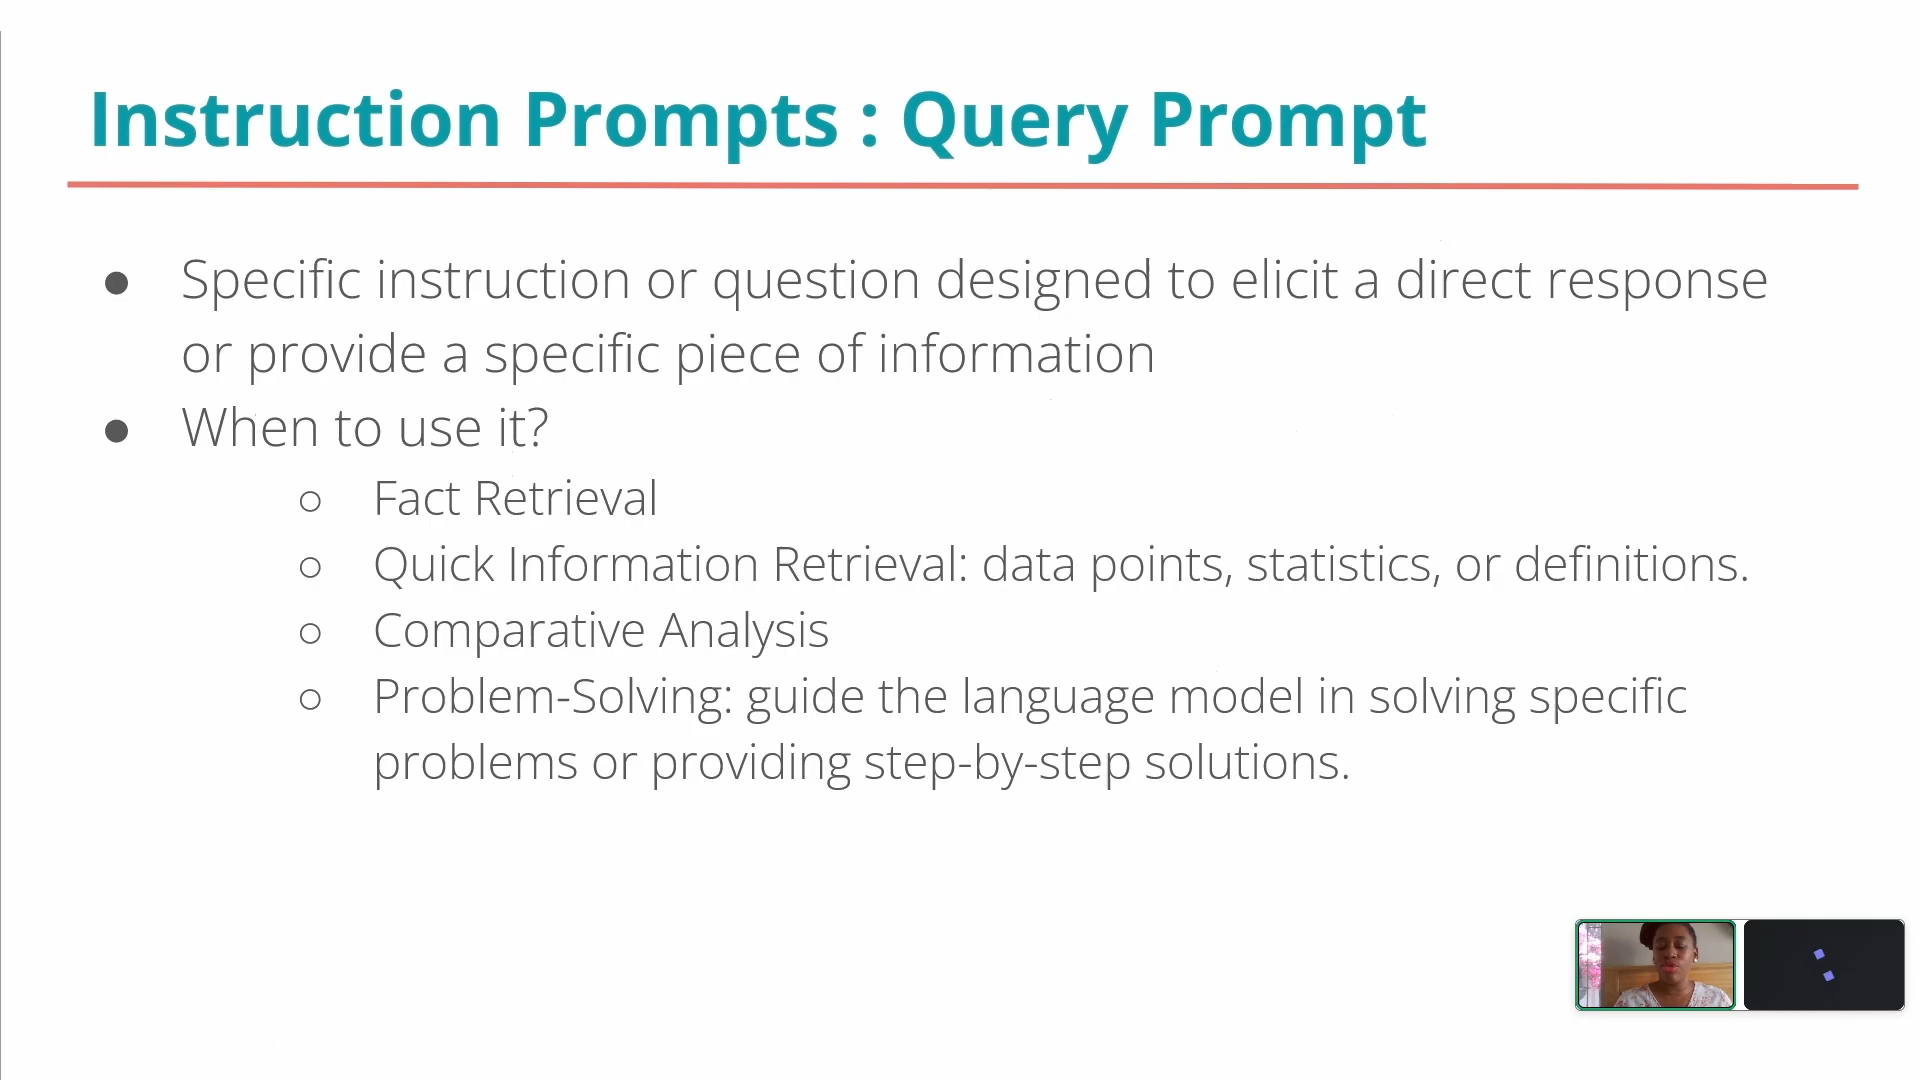 Instruction Prompts : Query Prompt
● Specific instruction or question designed to elicit a direct response
or provide a specific piece of information
● When to use it?
○ Fact Retrieval
○ Quick Information Retrieval: data points, statistics, or definitions.
○ Comparative Analysis
○ Problem-Solving: guide the language model in solving specific
problems or providing step-by-step solutions.